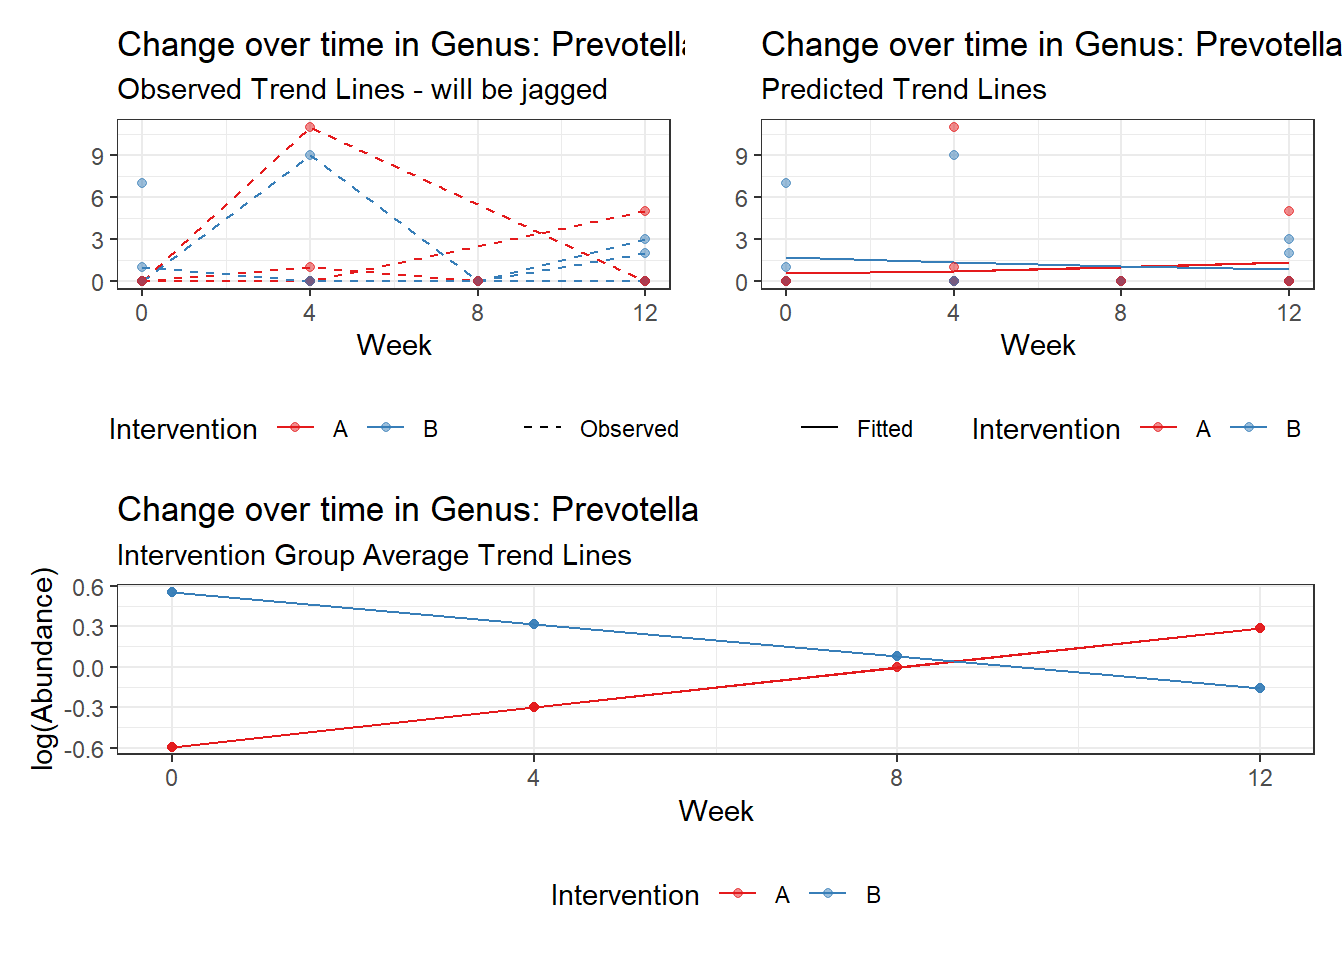 Change over time in Genus: Prevotella
Observed Trend Lines - will be jagged
9
6
3
0
0 4 8 12
Week
Intervention A B Observed
Change over time in Genus: Prevotella
Predicted Trend Lines
9
6
3
0
0 4 8 12
Week
Fitted Intervention A B
Change over time in Genus: Prevotella
Intervention Group Average Trend Lines
log(Abundance)
0.6
0.3
0.0
-0.3
-0.6
0 4 8 12
Week
Intervention A B